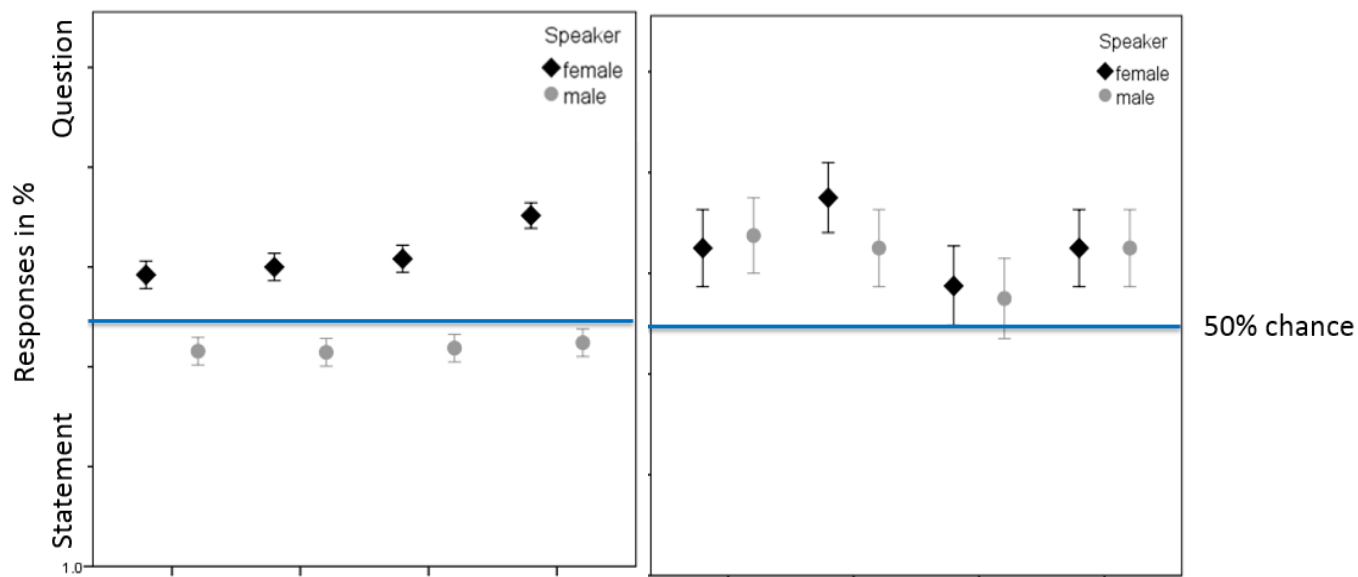 Responses in %
Question
Statement
1.0
Speaker
female
male
Speaker
female
male
50% chance